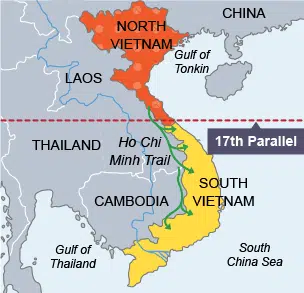 CHINA
NORTH
VIETNAM
Gulf of
Tonkin
LAOS
17th Parallel
THAILAND
Ho Chi
Minh Trail
SOUTH
VIETNAM
CAMBODIA
Gulf of
Thailand
South
China Sea